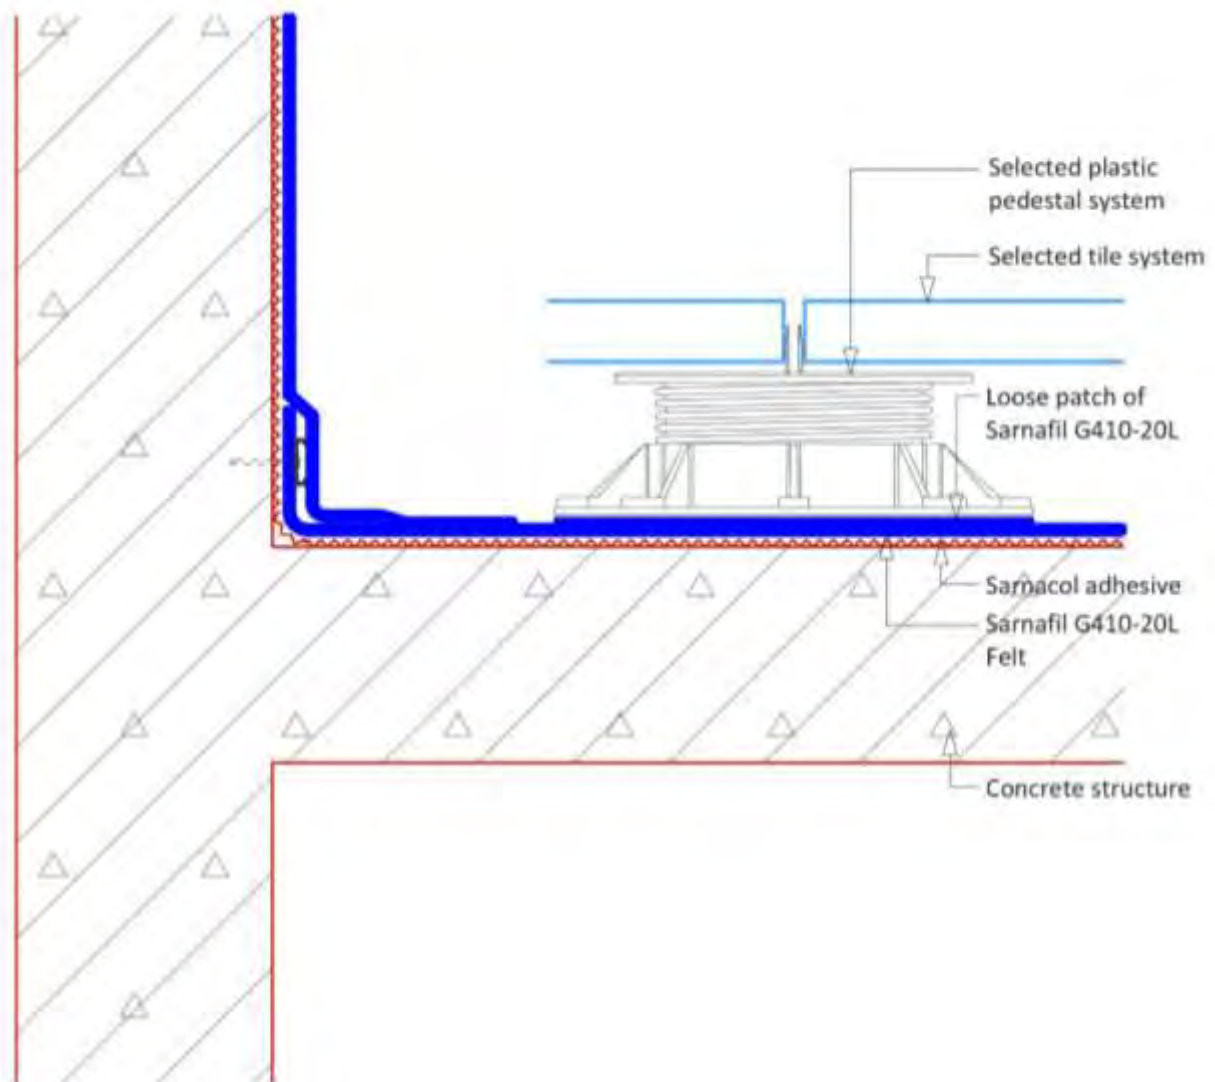 Selected plastic
pedestal system
Selected tile system
Loose patch of
Sarnafil G410-20L
Sarnacol adhesive
Sarnafil G410-20L
Felt
Concrete structure